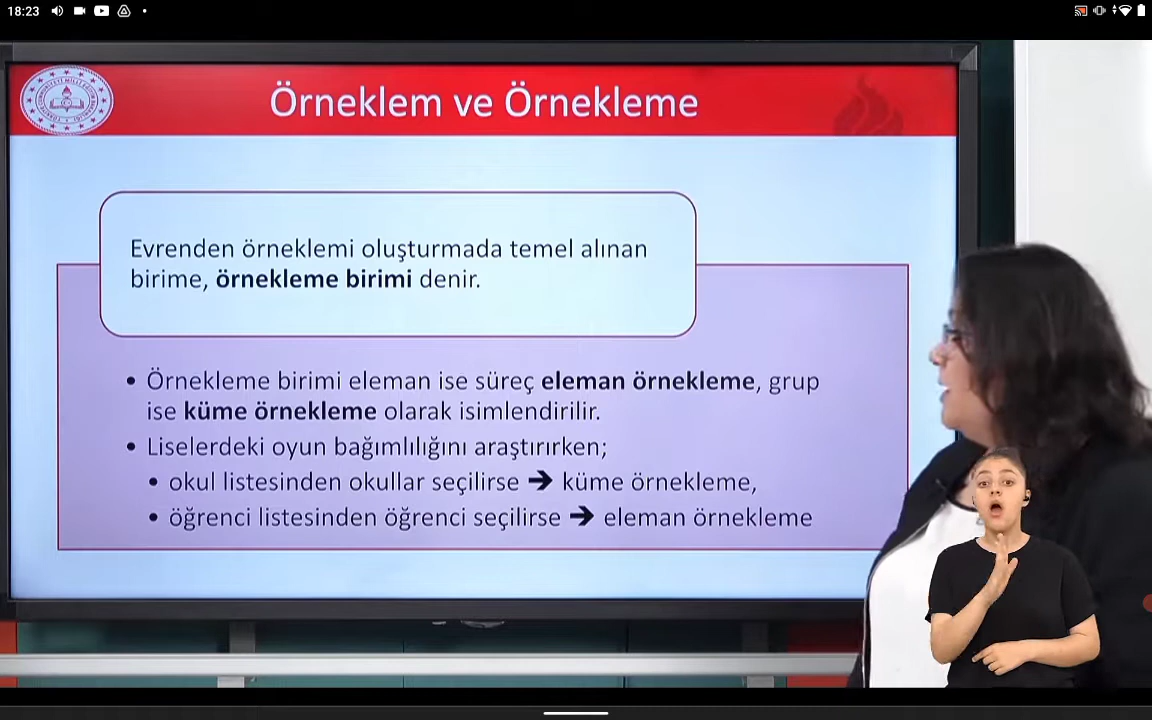 18:23
Örneklem ve Örnekleme
Evrenden örneklemi oluşturmada temel alınan
birime, örnekleme birimi denir.
• Örnekleme birimi eleman ise süreç eleman örnekleme, grup
ise küme örnekleme olarak isimlendirilir.
• Liselerdeki oyun bağımlılığını araştırırken;
• okul listesinden okullar seçilirse ➔ küme örnekleme,
• öğrenci listesinden öğrenci seçilirse ➔ eleman örnekleme